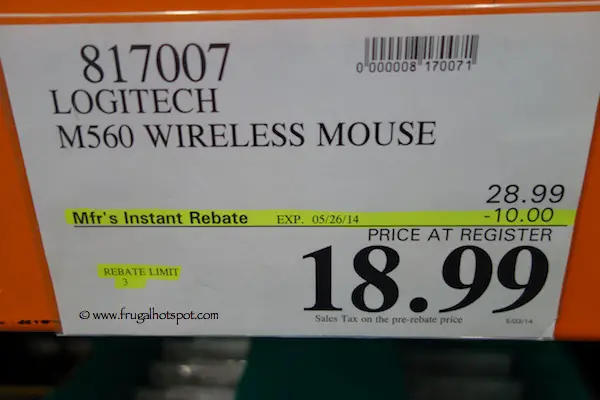 817007
0 000008 170071
LOGITECH
M560 WIRELESS MOUSE
28.99
Mfr's Instant Rebate EXP. 05/26/14 -10.00
PRICE AT REGISTER
REBATE LIMIT
3
18.99
© www.frugalhotspot.com
Sales Tax on the pre-rebate price